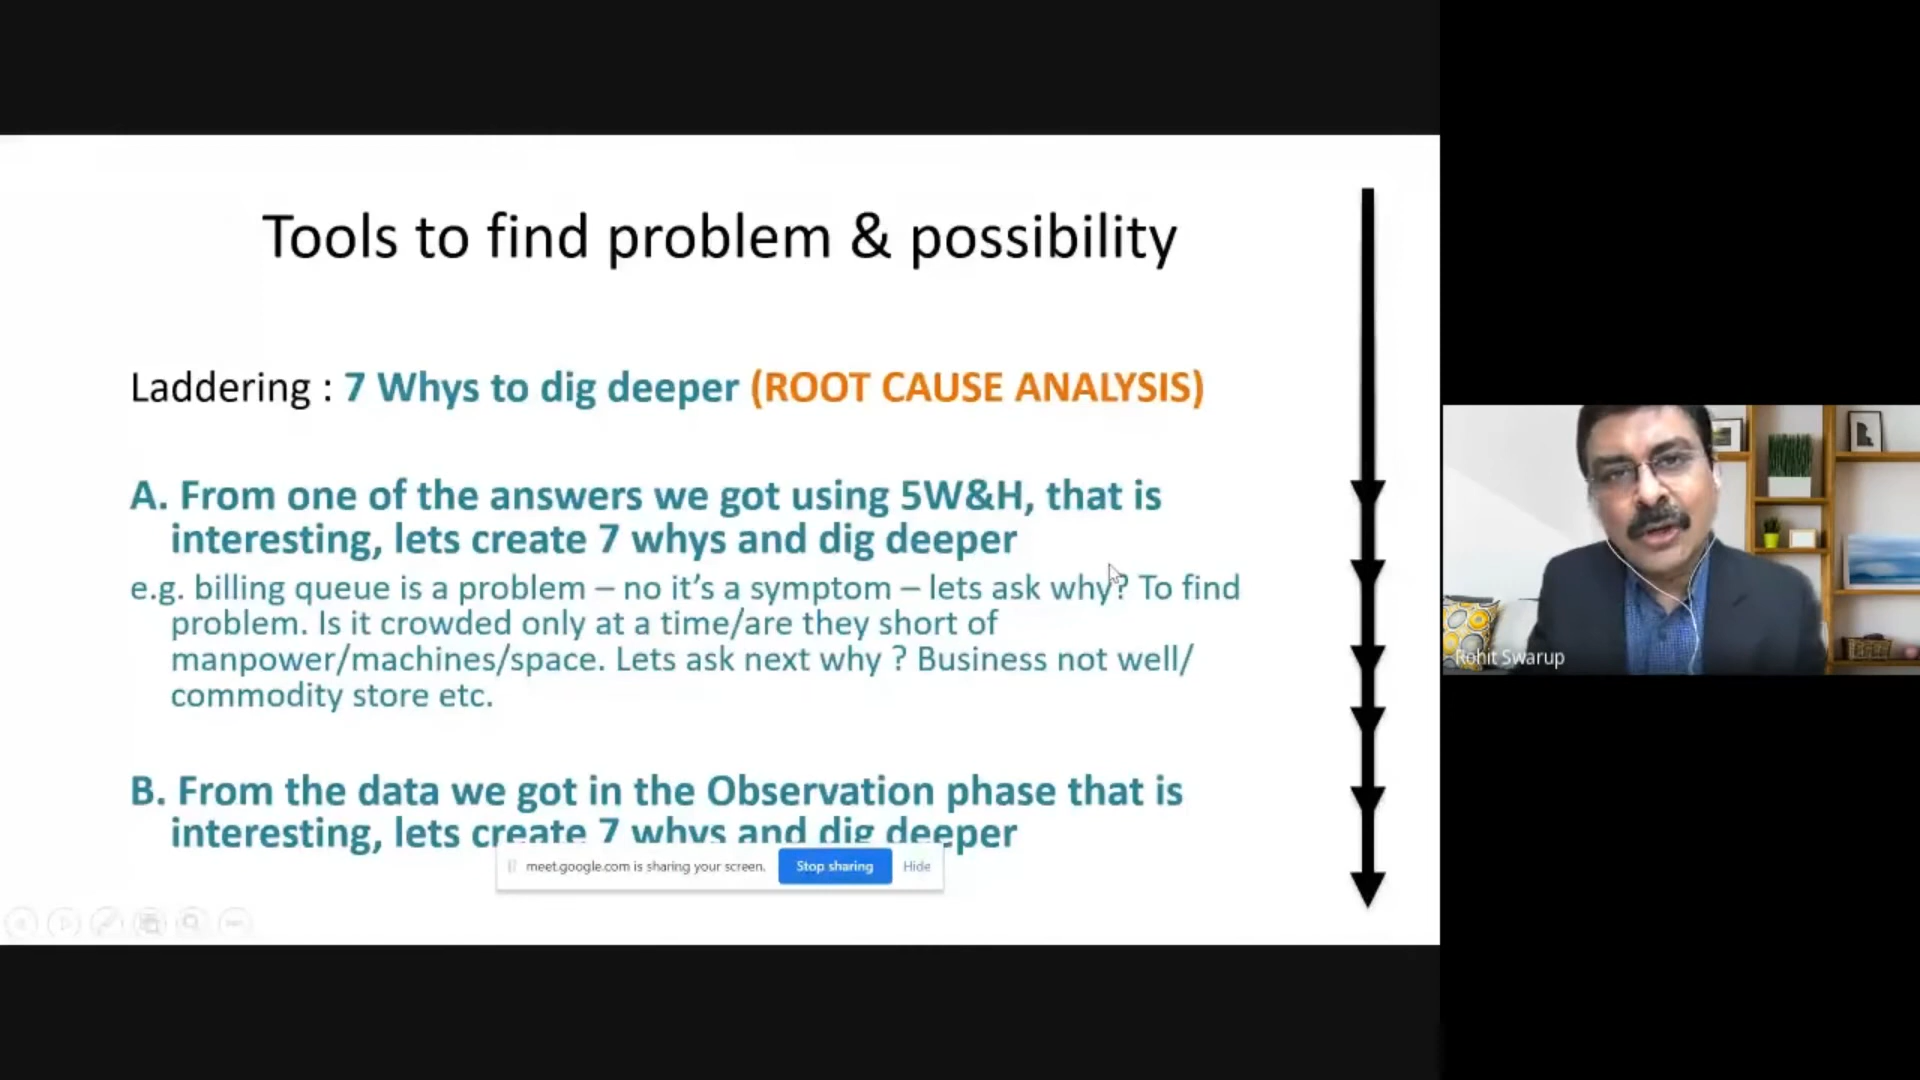 Tools to find problem & possibility
Laddering : 7 Whys to dig deeper (ROOT CAUSE ANALYSIS)
A. From one of the answers we got using 5W&H, that is
interesting, lets create 7 whys and dig deeper
e.g. billing queue is a problem – no it’s a symptom – lets ask why? To find
problem. Is it crowded only at a time/are they short of
manpower/machines/space. Lets ask next why ? Business not well/
commodity store etc.
B. From the data we got in the Observation phase that is
interesting, lets create 7 whys and dig deeper
meet.google.com is sharing your screen. Stop sharing Hide
Rohit Swarup